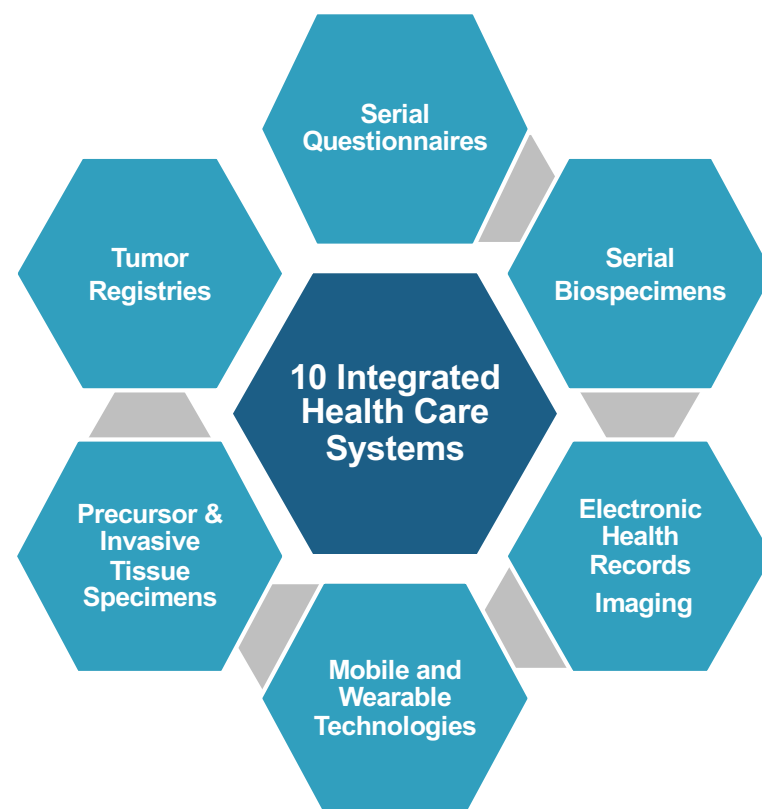 Serial
Questionnaires
Tumor
Registries
Serial
Biospecimens
10 Integrated
Health Care
Systems
Precursor &
Invasive
Tissue
Specimens
Electronic
Health
Records
Imaging
Mobile and
Wearable
Technologies